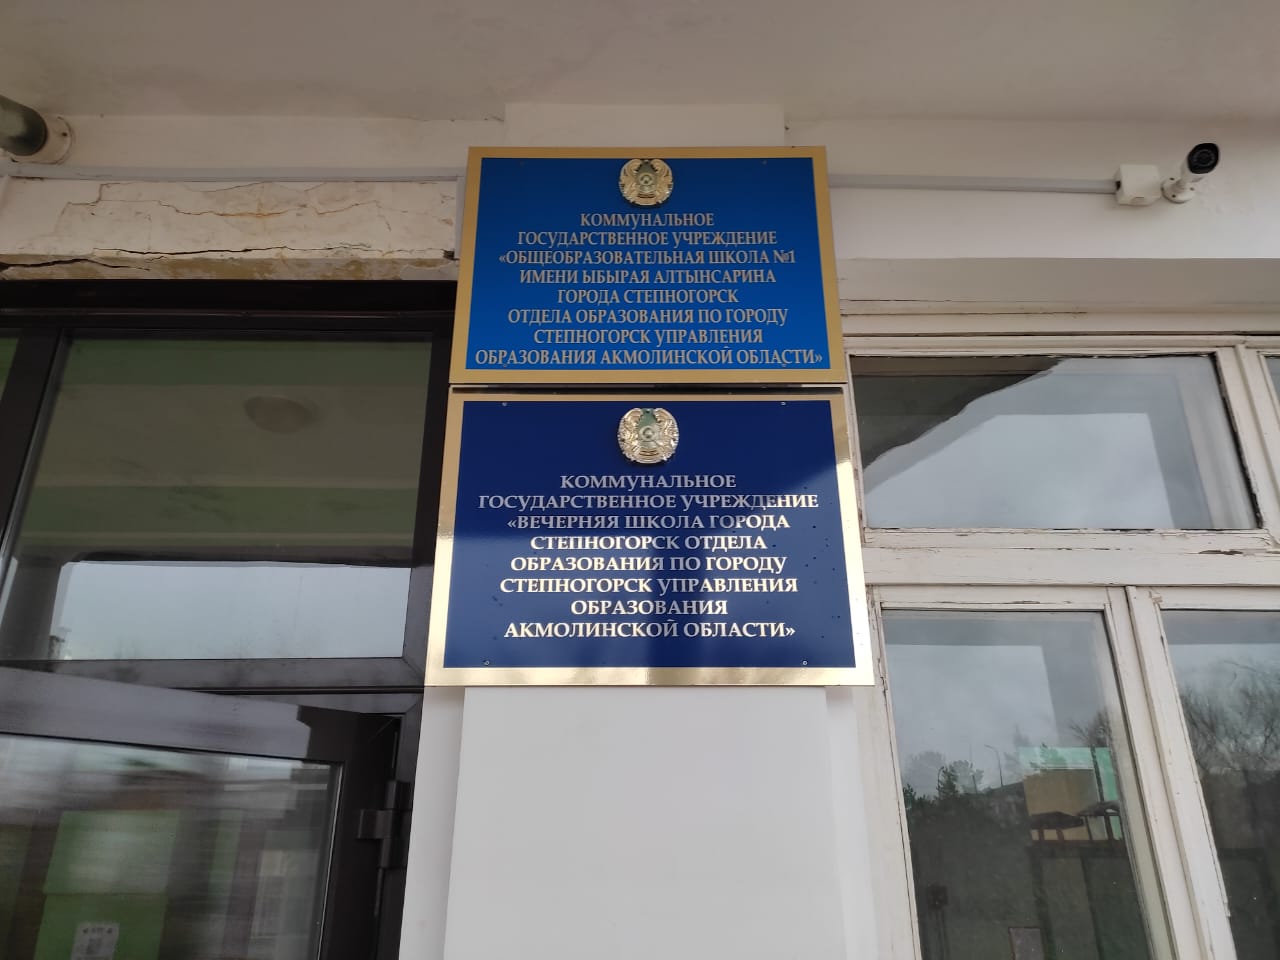 КОММУНАЛЬНОЕ
ГОСУДАРСТВЕННОЕ УЧРЕЖДЕНИЕ
«ОБЩЕОБРАЗОВАТЕЛЬНАЯ ШКОЛА №1
ИМЕНИ ЫБЫРАЯ АЛТЫНСАРИНА
ГОРОДА СТЕПНОГОРСК
ОТДЕЛА ОБРАЗОВАНИЯ ПО ГОРОДУ
СТЕПНОГОРСК УПРАВЛЕНИЯ
ОБРАЗОВАНИЯ АКМОЛИНСКОЙ ОБЛАСТИ»
КОММУНАЛЬНОЕ
ГОСУДАРСТВЕННОЕ УЧРЕЖДЕНИЕ
«ВЕЧЕРНЯЯ ШКОЛА ГОРОДА
СТЕПНОГОРСК ОТДЕЛА
ОБРАЗОВАНИЯ ПО ГОРОДУ
СТЕПНОГОРСК УПРАВЛЕНИЯ
ОБРАЗОВАНИЯ
АКМОЛИНСКОЙ ОБЛАСТИ»